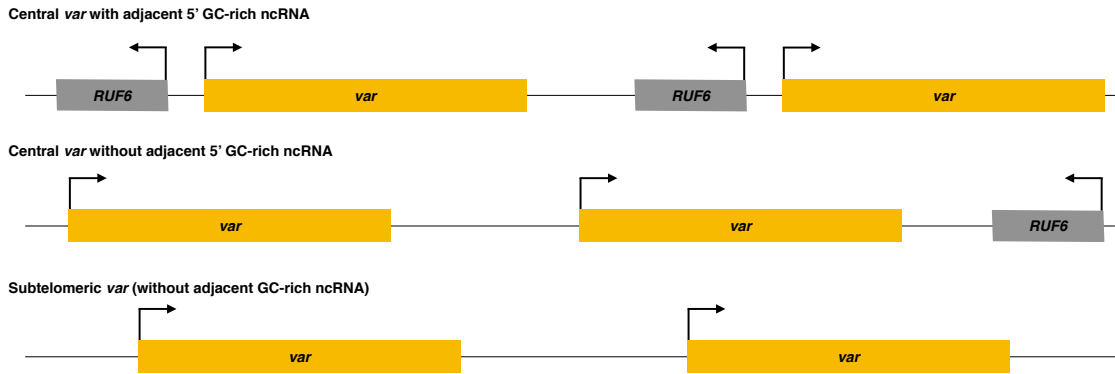 Central var with adjacent 5' GC-rich ncRNA
RUF6 var RUF6 var
Central var without adjacent 5' GC-rich ncRNA
var var RUF6
Subtelomeric var (without adjacent GC-rich ncRNA)
var var